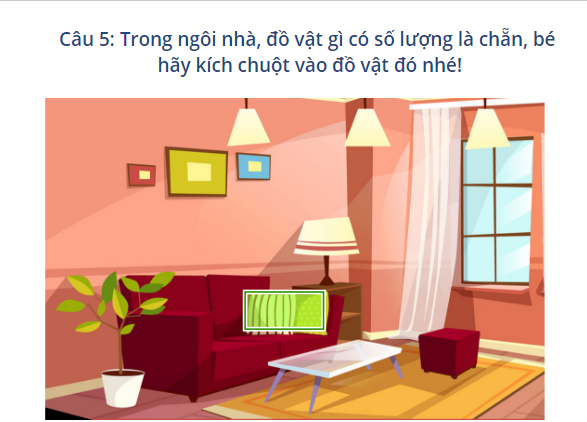 Câu 5: Trong ngôi nhà, đồ vật gì có số lượng là chẵn, bé
hãy kích chuột vào đồ vật đó nhé!